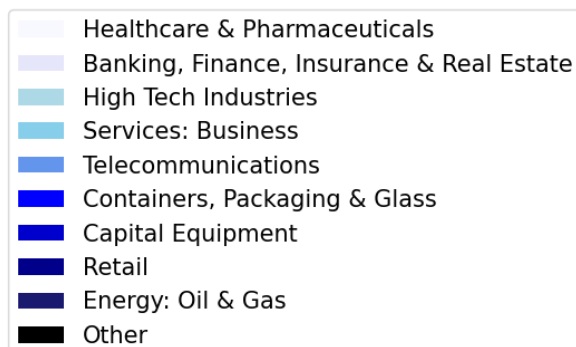 Healthcare & Pharmaceuticals
Banking, Finance, Insurance & Real Estate
High Tech Industries
Services: Business
Telecommunications
Containers, Packaging & Glass
Capital Equipment
Retail
Energy: Oil & Gas
Other